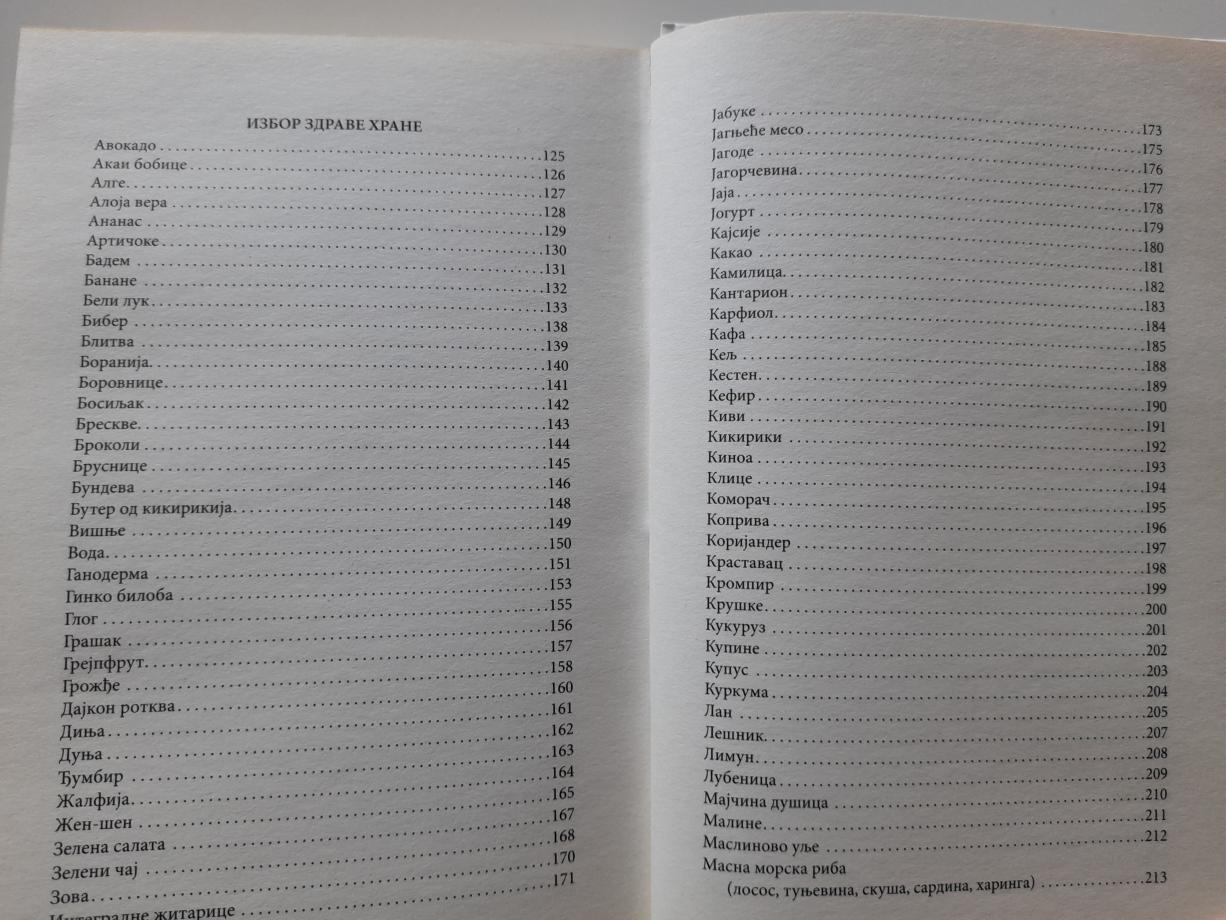 ИЗБОР ЗДРАВЕ ХРАНЕ
Авокадо . . . . . 125
Акаи бобице . . . . . 126
Алге . . . . . 127
Алоја вера . . . . . 128
Ананас . . . . . 129
Артичоке . . . . . 130
Бадем . . . . . 131
Банане . . . . . 132
Бели лук . . . . . 133
Бибер . . . . . 138
Блитва . . . . . 139
Боранија . . . . . 140
Боровнице . . . . . 141
Босиљак . . . . . 142
Брескве . . . . . 143
Броколи . . . . . 144
Бруснице . . . . . 145
Бундева . . . . . 146
Бутер од кикирикија . . . . . 148
Вишње . . . . . 149
Вода . . . . . 150
Ганодерма . . . . . 151
Гинко билоба . . . . . 153
Глог . . . . . 155
Грашак . . . . . 156
Грејпфрут . . . . . 157
Грожђе . . . . . 158
Дајкон ротква . . . . . 160
Диња . . . . . 161
Дуња . . . . . 162
Ђумбир . . . . . 163
Жалфија . . . . . 164
Жен-шен . . . . . 165
Зелена салата . . . . . 167
Зелени чај . . . . . 168
Зова . . . . . 170
Интегралне житарице . . . . . 171
Јабуке . . . . . 173
Јагњеће месо . . . . . 175
Јагоде . . . . . 176
Јагорчевина . . . . . 177
Јаја . . . . . 178
Јогурт . . . . . 179
Кајсије . . . . . 180
Какао . . . . . 181
Камилица . . . . . 182
Кантарион . . . . . 183
Карфиол . . . . . 184
Кафа . . . . . 185
Кељ . . . . . 188
Кестен . . . . . 189
Кефир . . . . . 190
Киви . . . . . 191
Кикирики . . . . . 192
Киноа . . . . . 193
Клице . . . . . 194
Коморач . . . . . 195
Коприва . . . . . 196
Коријандер . . . . . 197
Краставац . . . . . 198
Кромпир . . . . . 199
Крушке . . . . . 200
Кукуруз . . . . . 201
Купине . . . . . 202
Купус . . . . . 203
Куркума . . . . . 204
Лан . . . . . 205
Лешник . . . . . 207
Лимун . . . . . 208
Лубеница . . . . . 209
Мајчина душица . . . . . 210
Малине . . . . . 211
Маслиново уље . . . . . 212
Масна морска риба
(лосос, туњевина, скуша, сардина, харинга) . . . . . 213